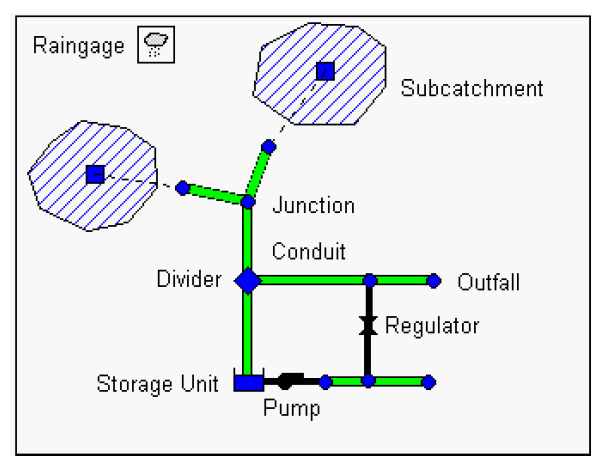 Raingage
Subcatchment
Junction
Conduit
Divider
Outfall
Regulator
Storage Unit
Pump